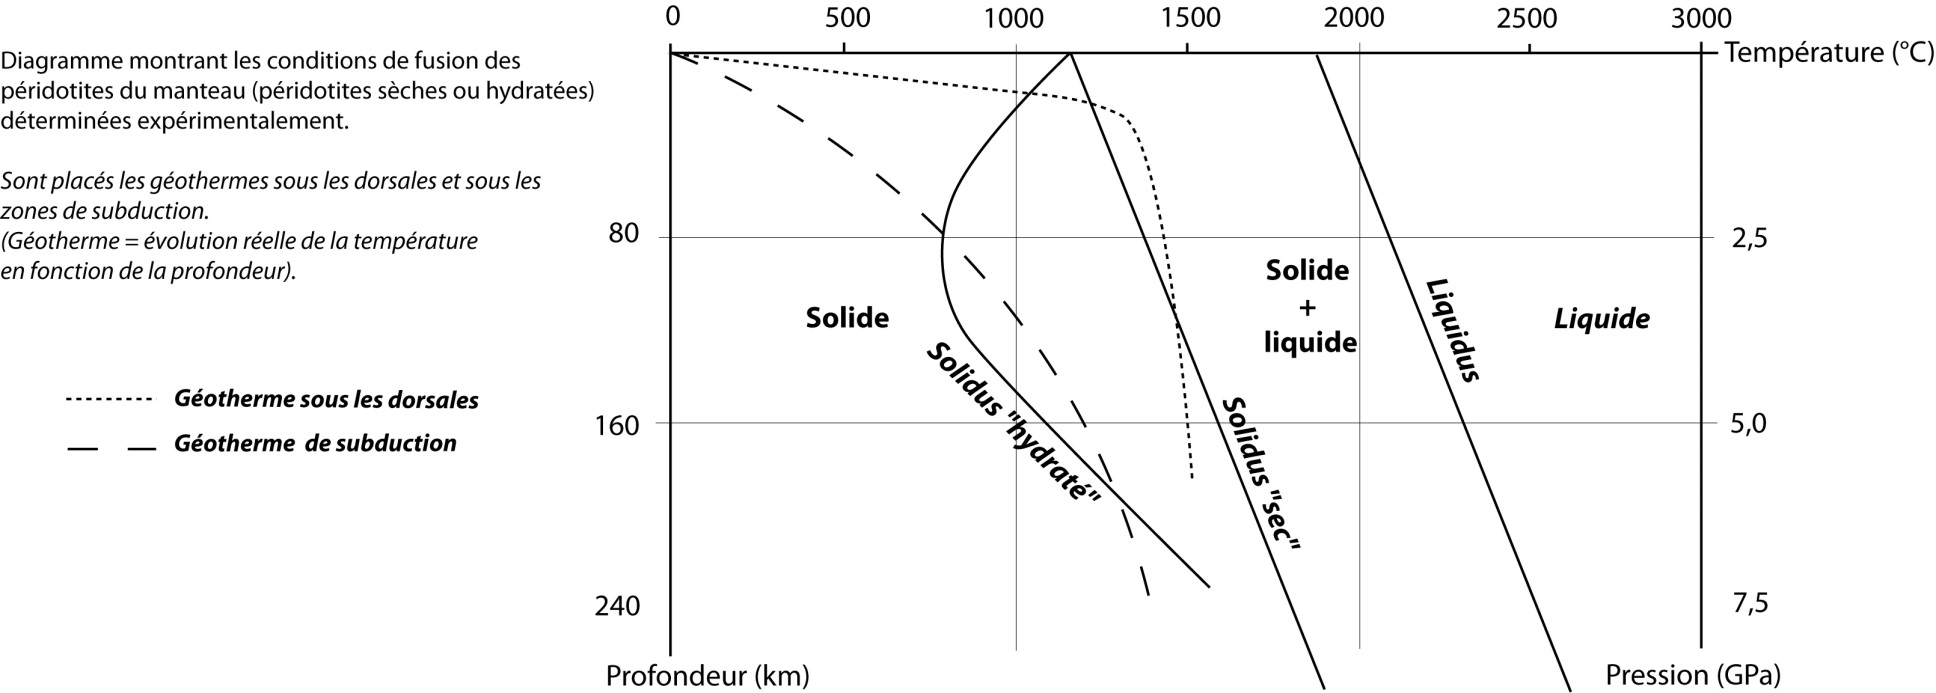 0 500 1000 1500 2000 2500 3000
Température (°C)
Diagramme montrant les conditions de fusion des
péridotites du manteau (péridotites sèches ou hydratées)
déterminées expérimentalement.
Sont placés les géothermes sous les dorsales et sous les
zones de subduction.
(Géotherme = évolution réelle de la température
en fonction de la profondeur).
Géotherme sous les dorsales
Géotherme de subduction
80
160
240
Profondeur (km)
Solide
Solidus "hydraté"
Solidus "sec"
Solide
+
liquide
Liquidus
Liquide
2,5
5,0
7,5
Pression (GPa)